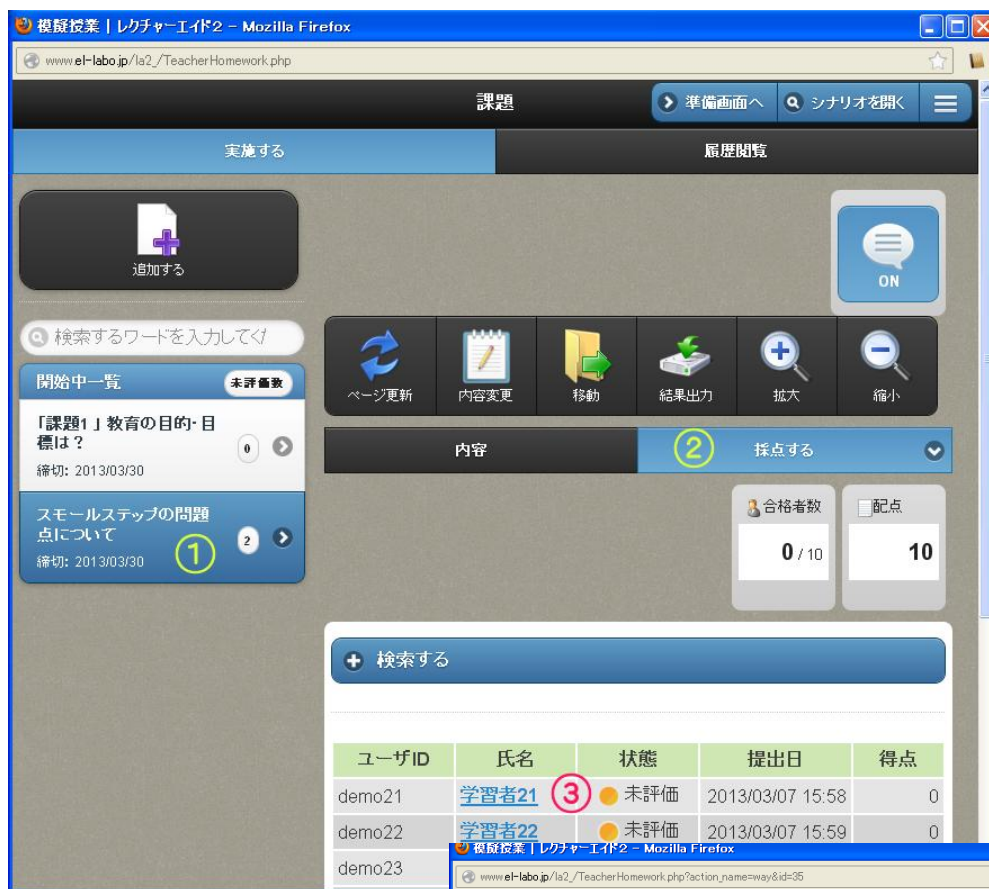 模擬授業 | レクチャーエイド2 - Mozilla Firefox
www.el-labo.jp/la2_/TeacherHomework.php
課題
準備画面へ
シナリオを開く
実施する
履歴閲覧
追加する
ON
検索するワードを入力してくだ
ページ更新
内容変更
移動
結果出力
拡大
縮小
開始中一覧
未評価数
「課題1」教育の目的・目
標は?
0
締切: 2013/03/30
スモールステップの問題
点について
2
締切: 2013/03/30
①
内容
②
採点する
合格者数
0 / 10
配点
10
検索する
ユーザID 氏名 状態 提出日 得点
demo21 学習者21 ③ 未評価 2013/03/07 15:58 0
demo22 学習者22 未評価 2013/03/07 15:59 0
demo23
模擬授業 | レクチャーエイド2 - Mozilla Firefox
www.el-labo.jp/la2_/TeacherHomework.php?action_name=way&id=35